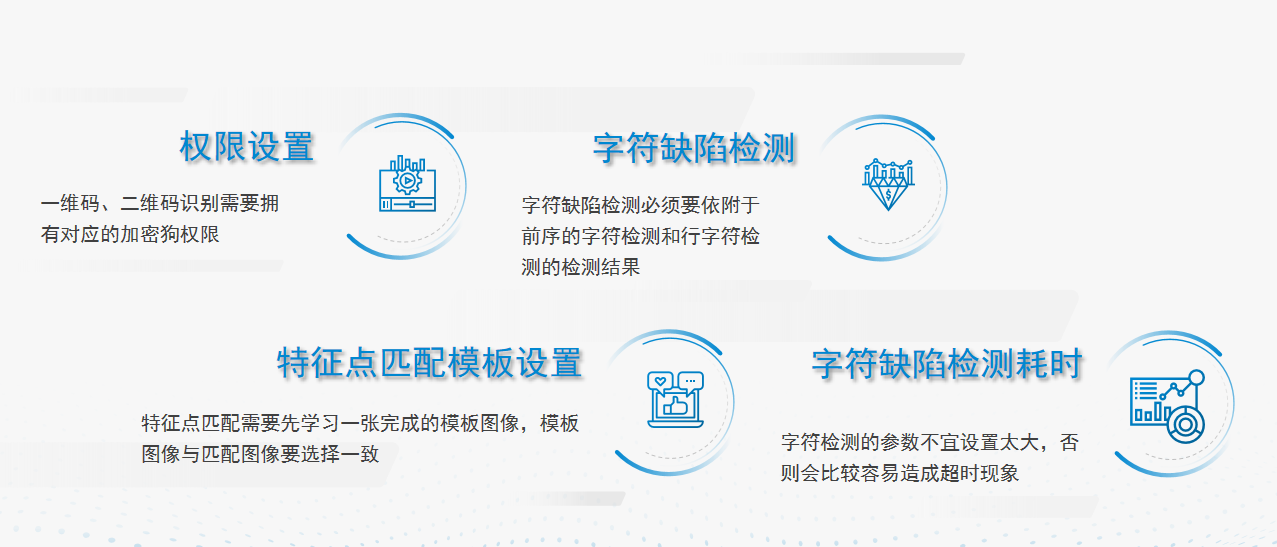 权限设置
一维码、二维码识别需要拥
有对应的加密狗权限
字符缺陷检测
字符缺陷检测必须要依附于
前序的字符检测和行字符检
测的检测结果
特征点匹配模板设置
特征点匹配需要先学习一张完成的模板图像，模板
图像与匹配图像要选择一致
字符缺陷检测耗时
字符检测的参数不宜设置太大，否
则会比较容易造成超时现象